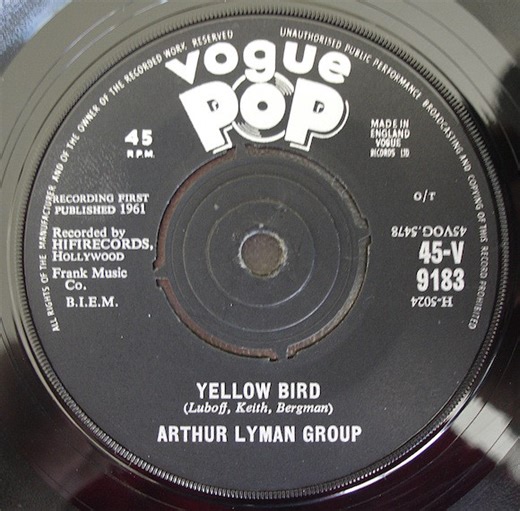 ALL RIGHTS OF THE MANUFACTURER AND OF THE OWNER OF THE RECORDED WORK RESERVED
UNAUTHORISED PUBLIC PERFORMANCE BROADCASTING AND COPYING OF THIS RECORD PROHIBITED
vogue
POP
45
R.P.M.
MADE IN
ENGLAND
VOGUE
RECORDS LTD
RECORDING FIRST
PUBLISHED 1961
Recorded by
HIFIRECORDS,
HOLLYWOOD
Frank Music
Co.
B.I.E.M.
O/T
45VOG.5478
45-V
9183
H-5024
YELLOW BIRD
(Luboff, Keith, Bergman)
ARTHUR LYMAN GROUP